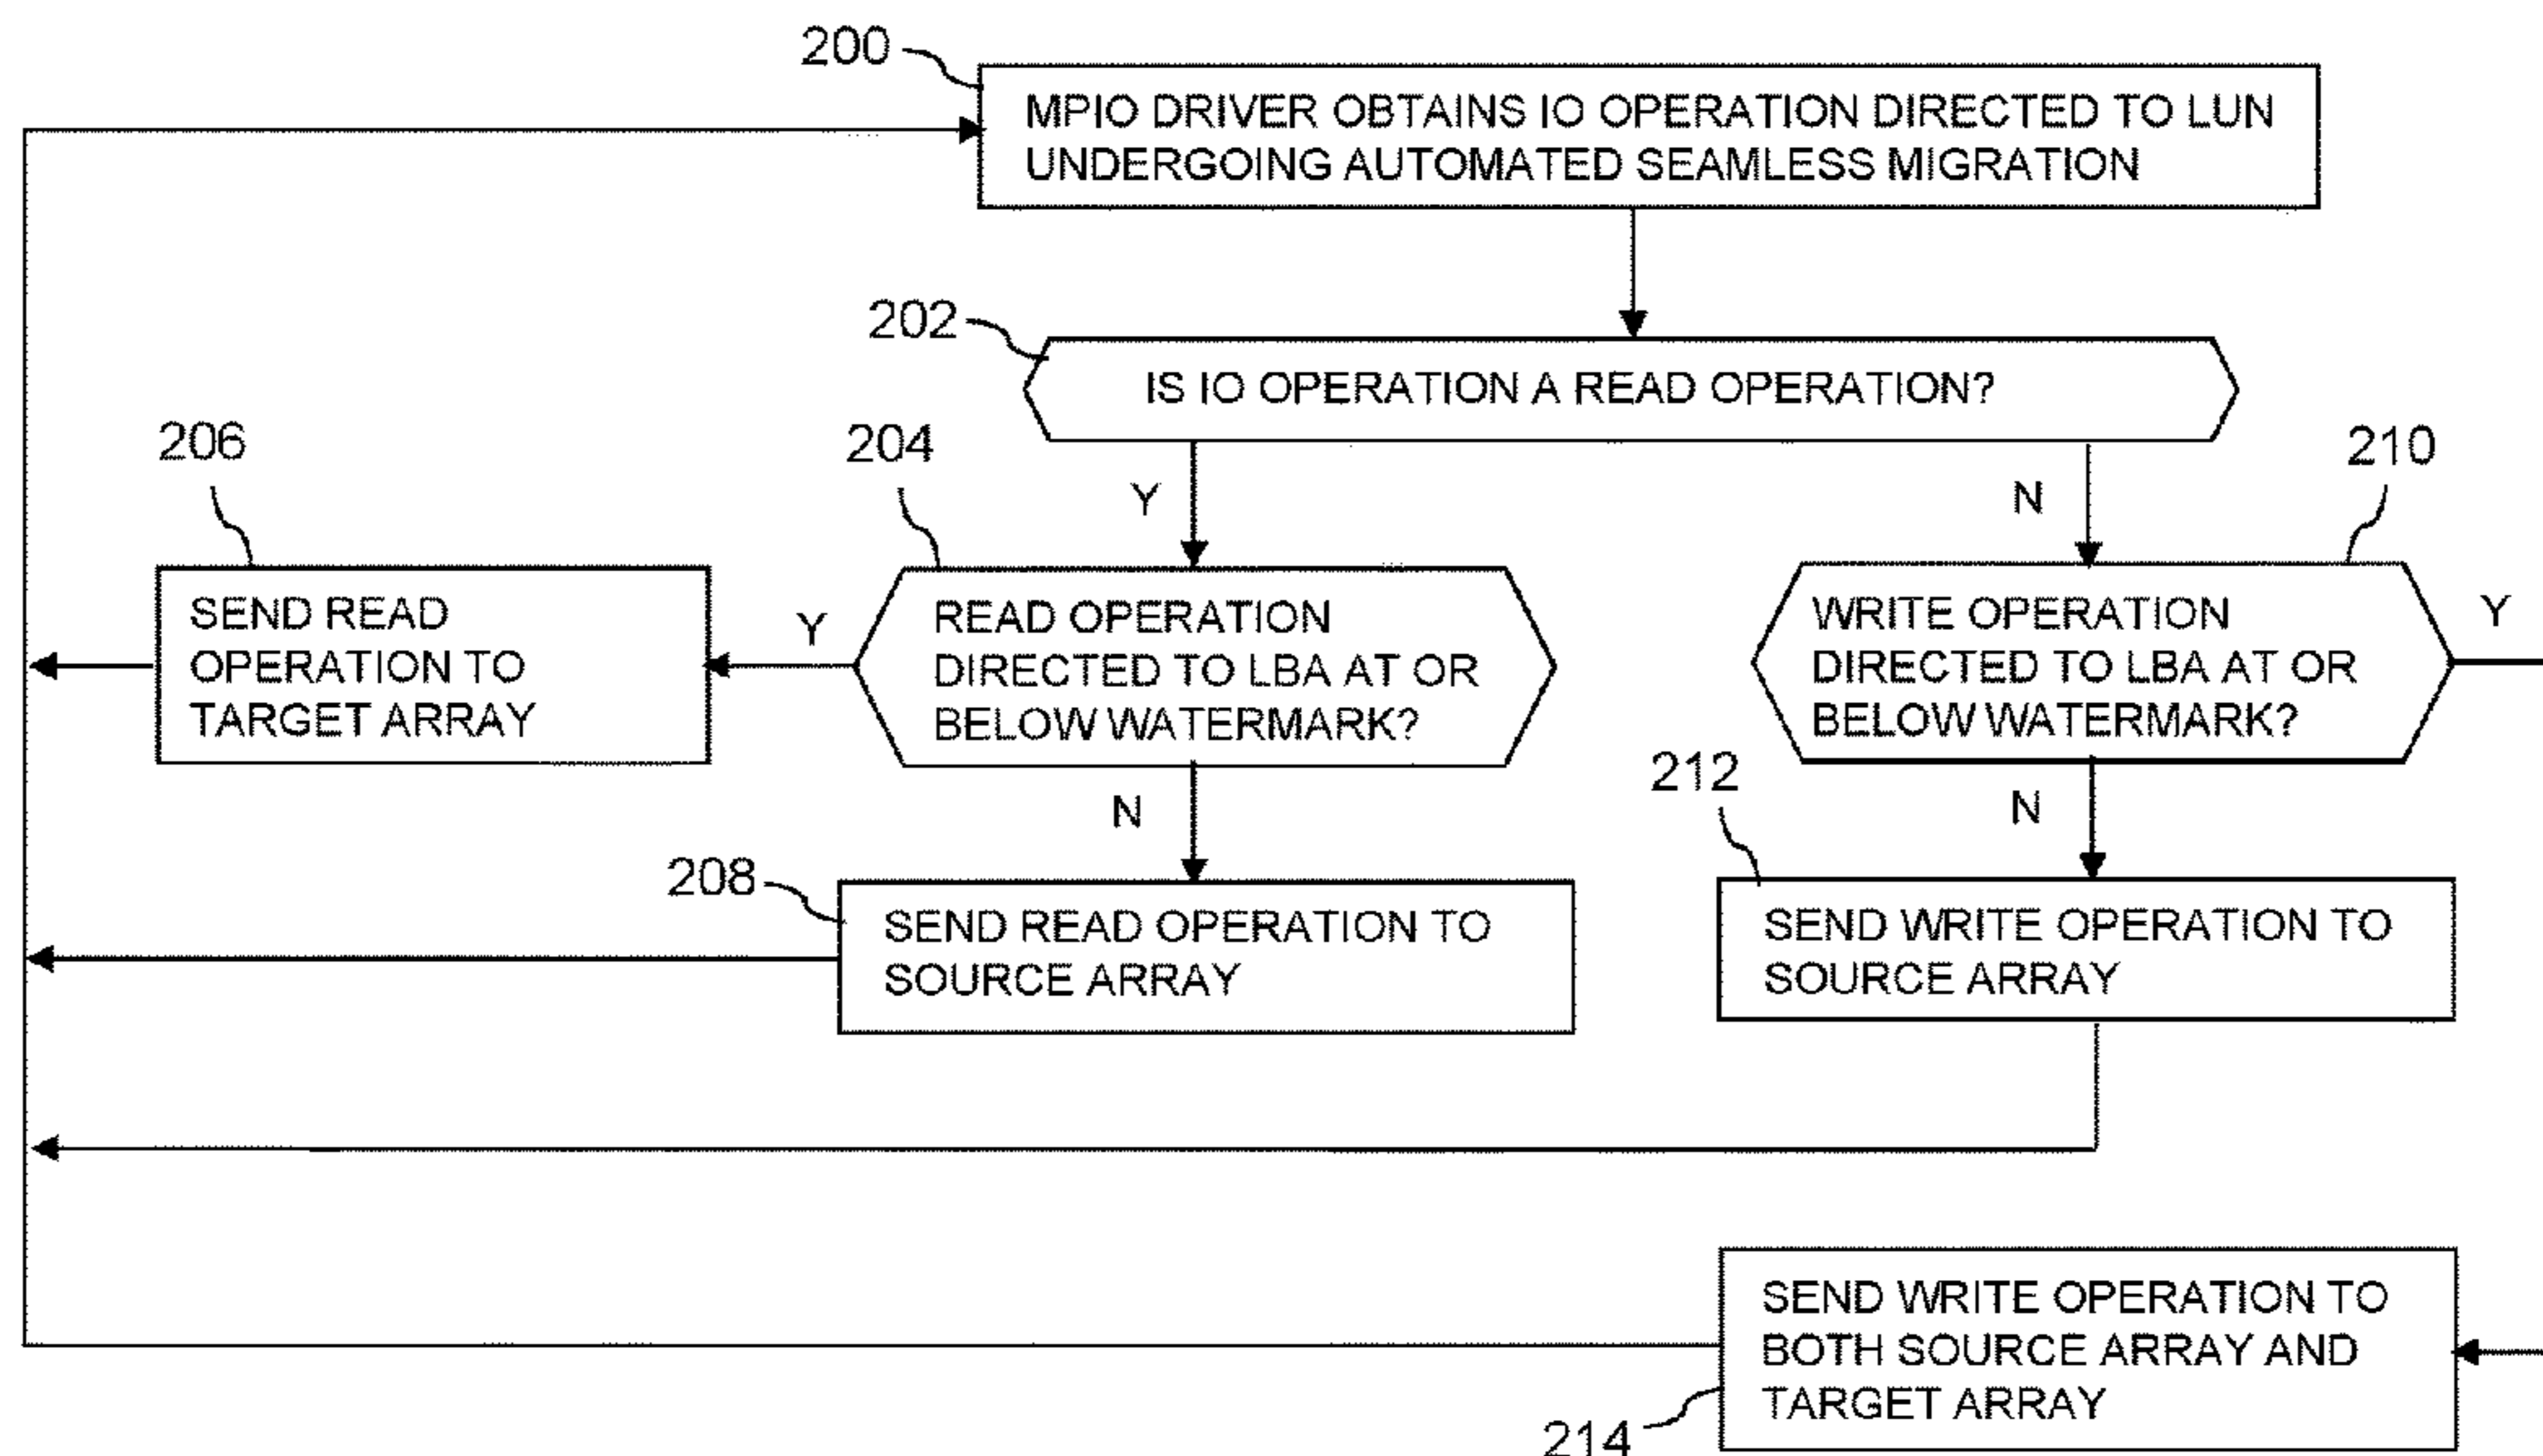 200
MPIO DRIVER OBTAINS IO OPERATION DIRECTED TO LUN
UNDERGOING AUTOMATED SEAMLESS MIGRATION
202
IS IO OPERATION A READ OPERATION?
206
204
210
Y
N
SEND READ
OPERATION TO
TARGET ARRAY
Y
READ OPERATION
DIRECTED TO LBA AT OR
BELOW WATERMARK?
WRITE OPERATION
DIRECTED TO LBA AT OR
BELOW WATERMARK?
Y
N
212
N
208
SEND READ OPERATION TO
SOURCE ARRAY
SEND WRITE OPERATION TO
SOURCE ARRAY
SEND WRITE OPERATION TO
BOTH SOURCE ARRAY AND
TARGET ARRAY
214